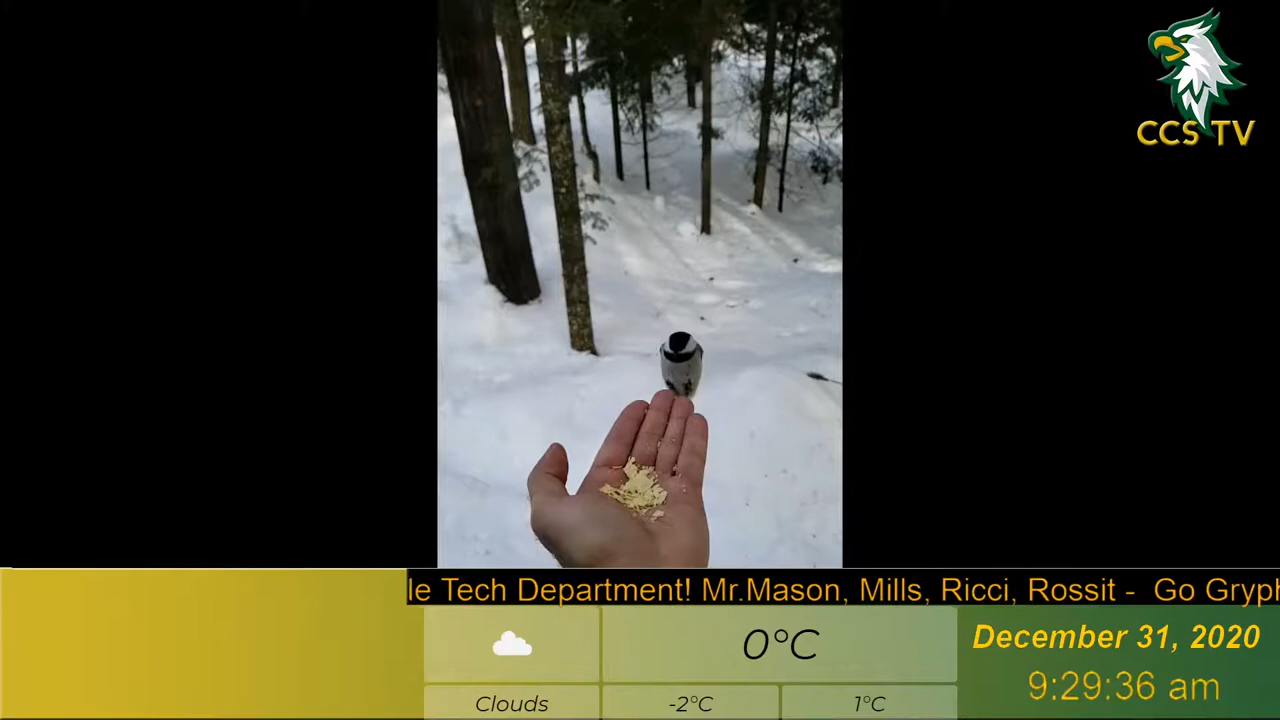 CCS TV
le Tech Department! Mr.Mason, Mills, Ricci, Rossit - Go Gryph
0°C
December 31, 2020
9:29:36 am
Clouds
-2°C
1°C